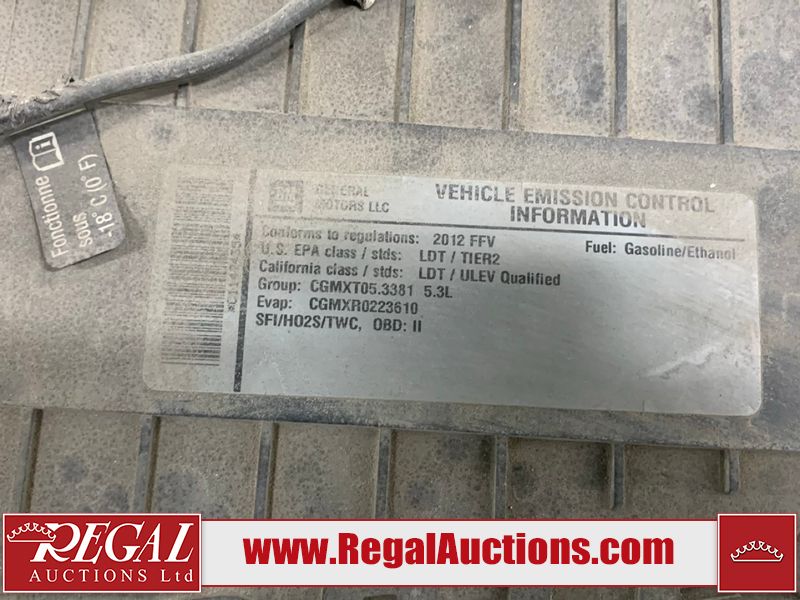 Fonctionne
sous
-18°C (0°F)
GM
GENERAL
MOTORS LLC
VEHICLE EMISSION CONTROL
INFORMATION
Conforms to regulations: 2012 FFV
Fuel: Gasoline/Ethanol
U.S. EPA class / stds: LDT / TIER2
California class / stds: LDT / ULEV Qualified
Group: CGMXT05.3381 5.3L
Evap: CGMXR0223610
SFI/HO2S/TWC, OBD: II
REGAL
AUCTIONS Ltd
www.RegalAuctions.com